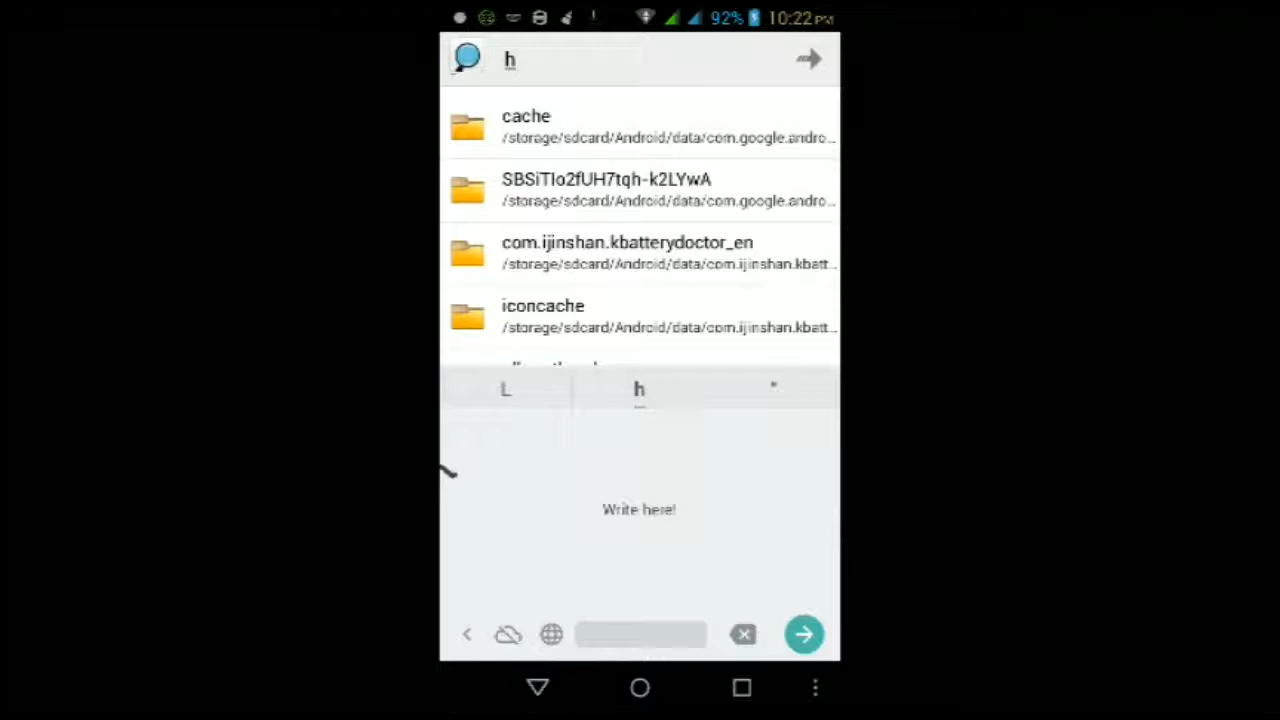 92% 10:22 PM
h
cache
/storage/sdcard/Android/data/com.google.andro...
SBSiTIo2fUH7tqh-k2LYwA
/storage/sdcard/Android/data/com.google.andro...
com.ijinshan.kbatterydoctor_en
/storage/sdcard/Android/data/com.ijinshan.kbatt...
iconcache
/storage/sdcard/Android/data/com.ijinshan.kbatt...
L h *
Write here!